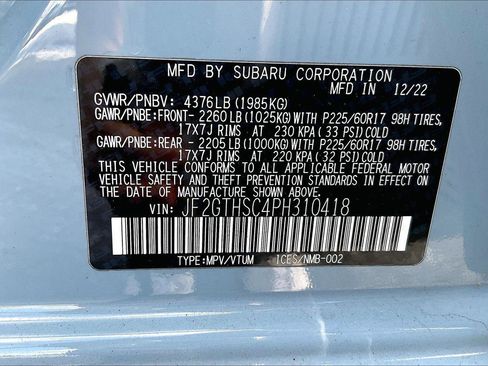 MFD BY SUBARU CORPORATION 12/22
GVWR/PNBV: 4376LB (1985KG)
GAWR/PNBE:FRONT- 2260LB (1025KG) WITH P225/60R17 98H TIRES,
17X7J RIMS AT 230 KPA (33 PSI) COLD
GAWR/PNBE:REAR - 2205LB (1000KG) WITH P225/60R17 98H TIRES,
17X7J RIMS AT 220 KPA (32 PSI) COLD
THIS VEHICLE CONFORMS TO ALL APPLICABLE FEDERAL MOTOR
VEHICLE SAFETY AND THEFT PREVENTION STANDARDS IN EFFECT
ON THE DATE OF MANUFACTURE SHOWN ABOVE.
VIN: JF2GTHSC4PH310418
TYPE:MPV/VTUM ICES/NMB-002